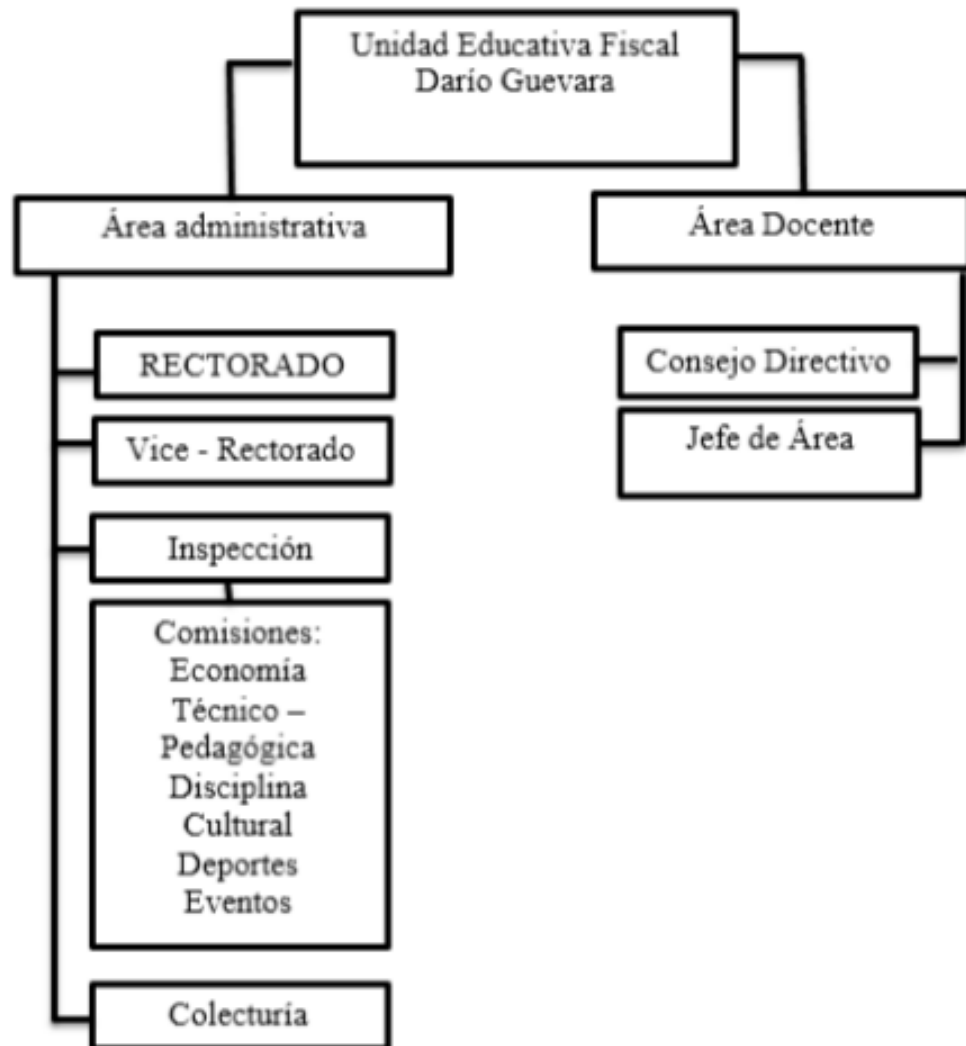 Unidad Educativa Fiscal
Darío Guevara
Área administrativa
RECTORADO
Vice - Rectorado
Inspección
Comisiones:
Economía
Técnico –
Pedagógica
Disciplina
Cultural
Deportes
Eventos
Colecturía
Área Docente
Consejo Directivo
Jefe de Área